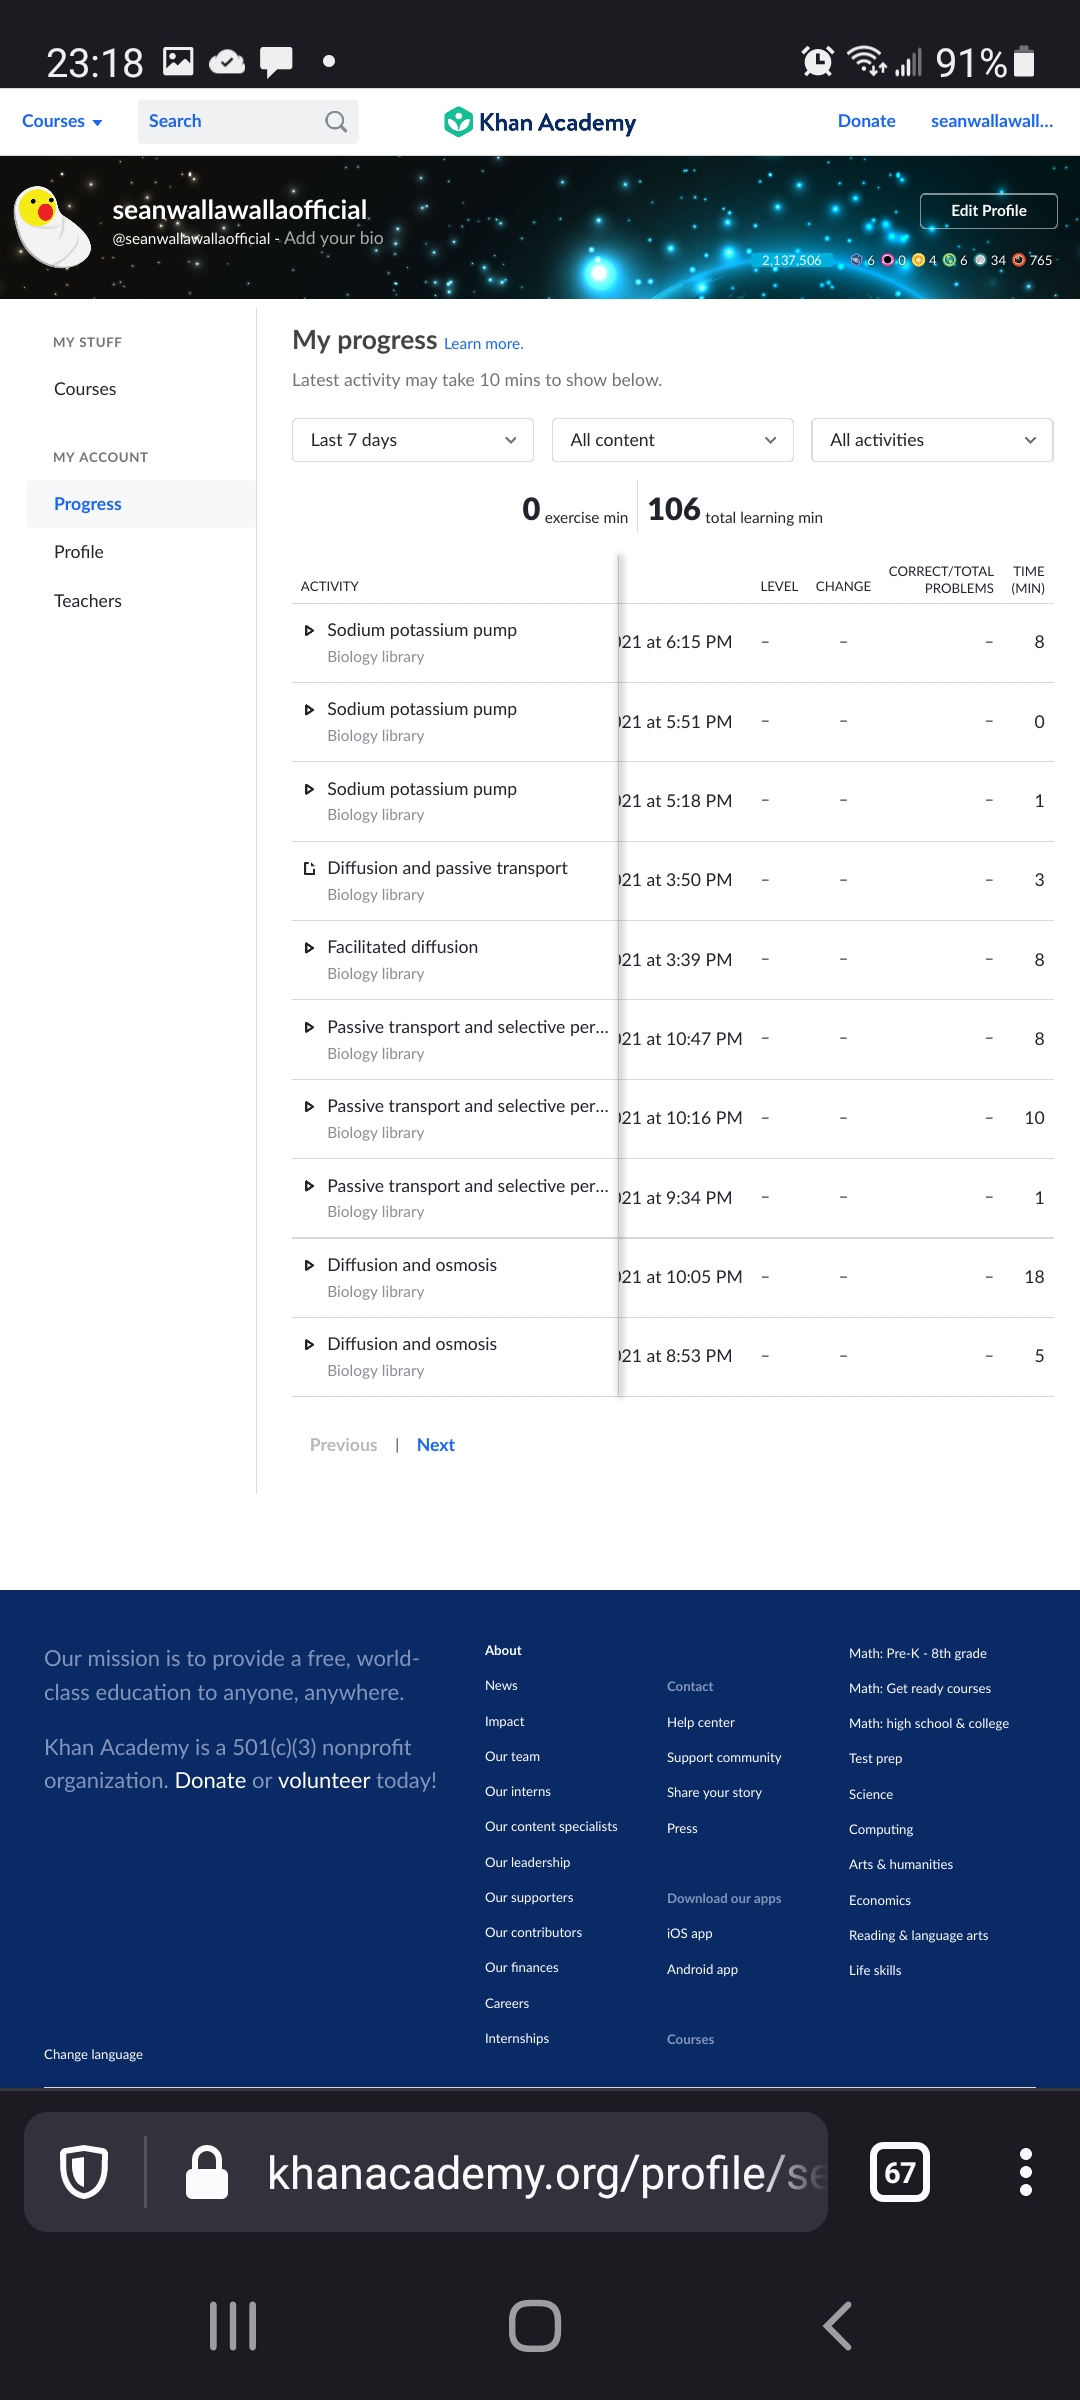 23:18
91%
Courses
Search
Khan Academy
Donate
seanwallawall...
seanwallawallaofficial
@seanwallawallaofficial - Add your bio
Edit Profile
2,137,506 6 0 4 6 34 765
MY STUFF
Courses
MY ACCOUNT
Progress
Profile
Teachers
My progress Learn more.
Latest activity may take 10 mins to show below.
Last 7 days
All content
All activities
0 exercise min
106 total learning min
ACTIVITY LEVEL CHANGE CORRECT/TOTAL PROBLEMS TIME (MIN)
Sodium potassium pump 021 at 6:15 PM – – – 8
Biology library
Sodium potassium pump 021 at 5:51 PM – – – 0
Biology library
Sodium potassium pump 021 at 5:18 PM – – – 1
Biology library
Diffusion and passive transport 021 at 3:50 PM – – – 3
Biology library
Facilitated diffusion 021 at 3:39 PM – – – 8
Biology library
Passive transport and selective per... 021 at 10:47 PM – – – 8
Biology library
Passive transport and selective per... 021 at 10:16 PM – – – 10
Biology library
Passive transport and selective per... 021 at 9:34 PM – – – 1
Biology library
Diffusion and osmosis 021 at 10:05 PM – – – 18
Biology library
Diffusion and osmosis 021 at 8:53 PM – – – 5
Biology library
Previous | Next
Our mission is to provide a free, world-
class education to anyone, anywhere.
Khan Academy is a 501(c)(3) nonprofit
organization. Donate or volunteer today!
Change language
About
News
Impact
Our team
Our interns
Our content specialists
Our leadership
Our supporters
Our contributors
Our finances
Careers
Internships
Contact
Help center
Support community
Share your story
Press
Download our apps
iOS app
Android app
Courses
Math: Pre-K - 8th grade
Math: Get ready courses
Math: high school & college
Test prep
Science
Computing
Arts & humanities
Economics
Reading & language arts
Life skills
khanacademy.org/profile/se
67